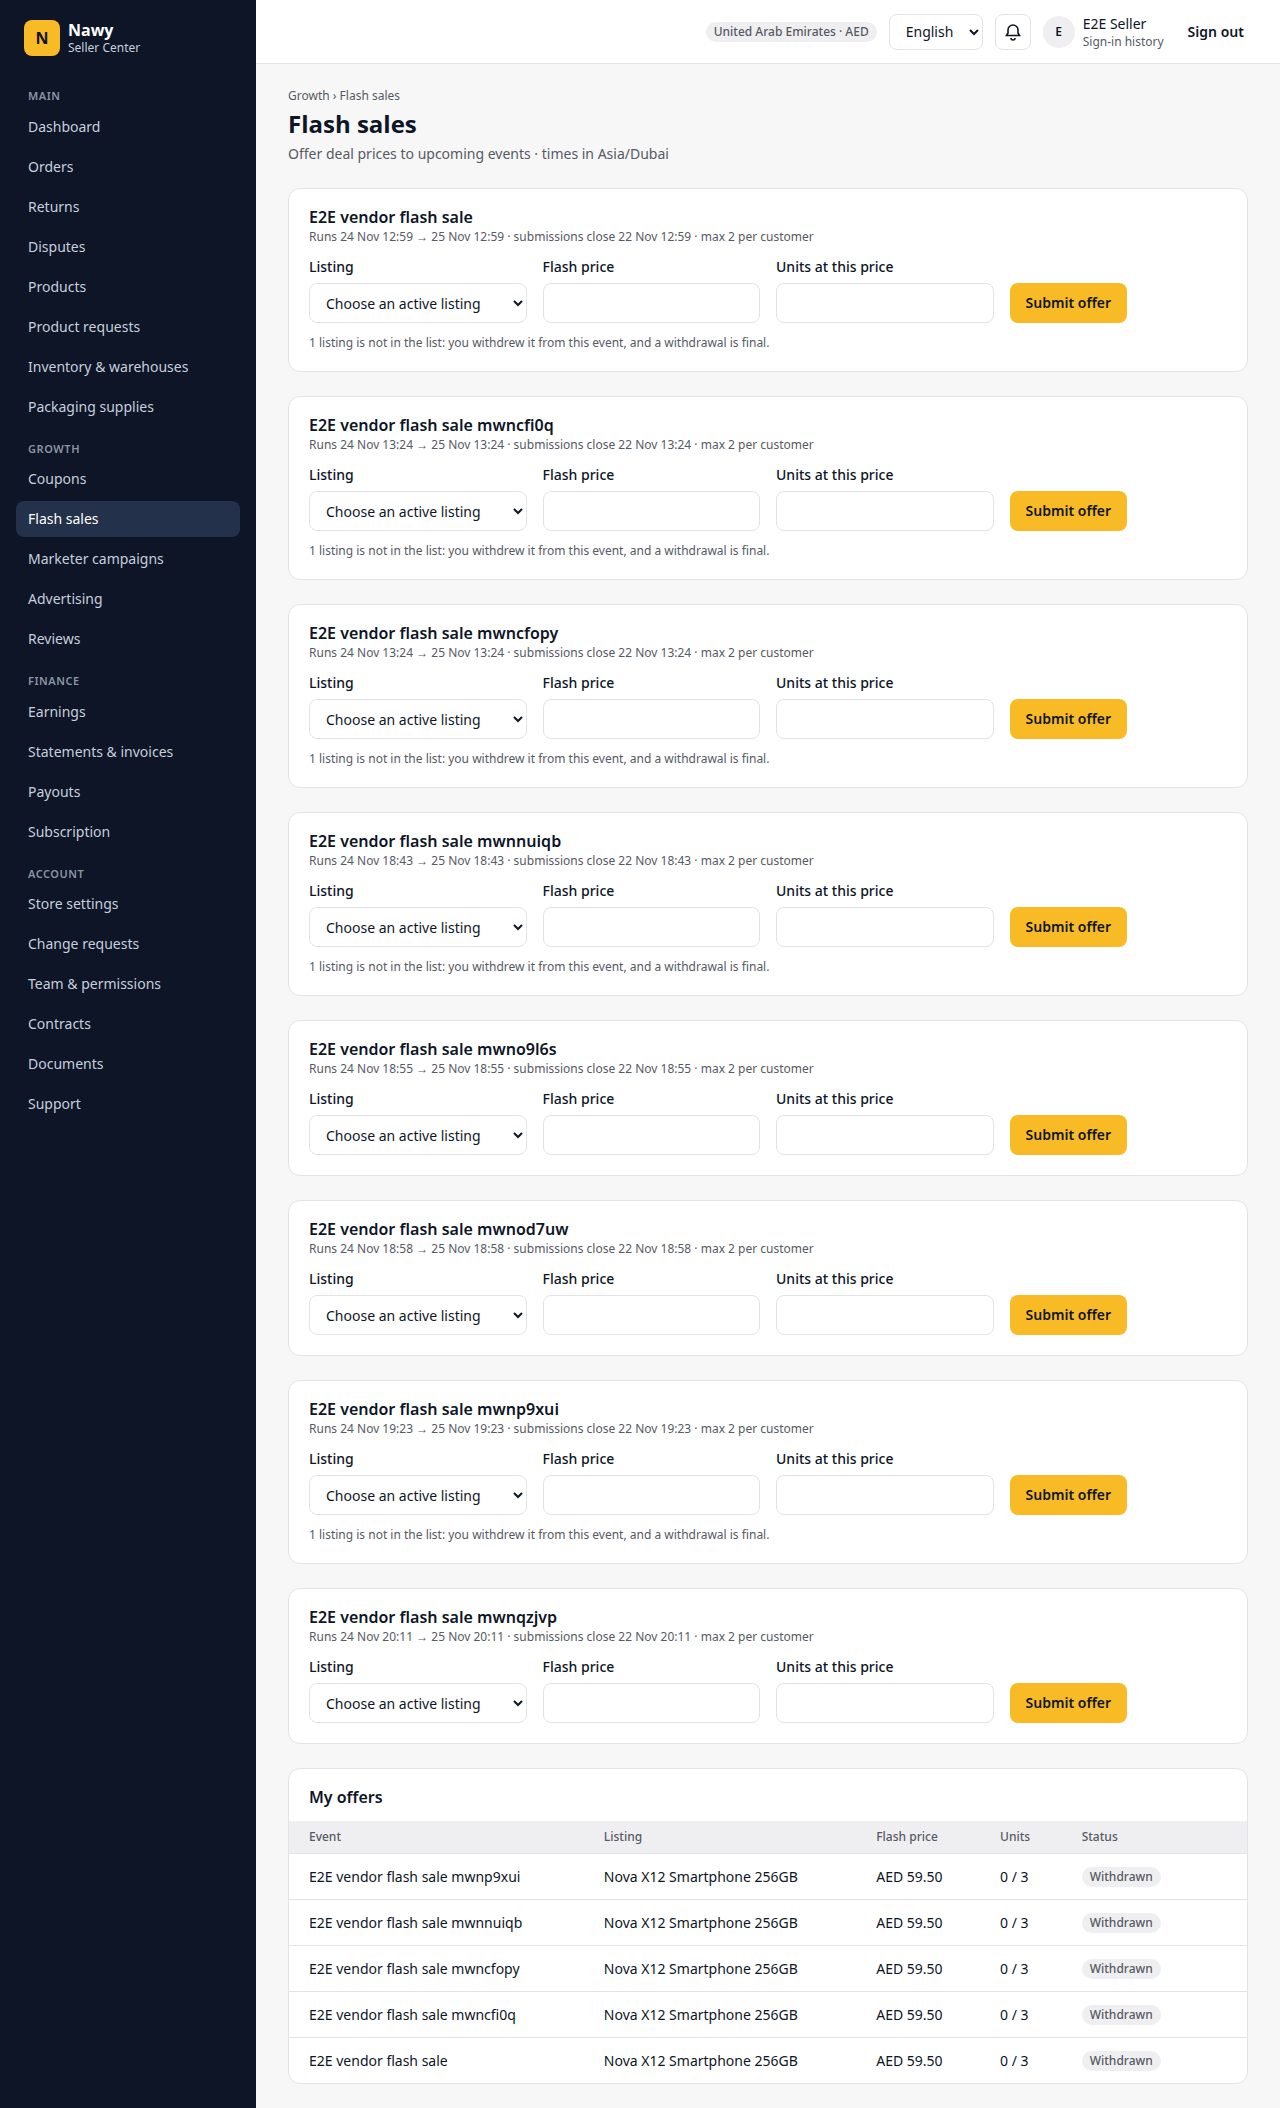 N
Nawy
Seller Center
MAIN
Dashboard
Orders
Returns
Disputes
Products
Product requests
Inventory & warehouses
Packaging supplies
GROWTH
Coupons
Flash sales
Marketer campaigns
Advertising
Reviews
FINANCE
Earnings
Statements & invoices
Payouts
Subscription
ACCOUNT
Store settings
Change requests
Team & permissions
Contracts
Documents
Support
United Arab Emirates · AED
English
E
E2E Seller
Sign-in history
Sign out
Growth › Flash sales
Flash sales
Offer deal prices to upcoming events · times in Asia/Dubai
E2E vendor flash sale
Runs 24 Nov 12:59 → 25 Nov 12:59 · submissions close 22 Nov 12:59 · max 2 per customer
Listing Flash price Units at this price
Choose an active listing Submit offer
1 listing is not in the list: you withdrew it from this event, and a withdrawal is final.
E2E vendor flash sale mwncfi0q
Runs 24 Nov 13:24 → 25 Nov 13:24 · submissions close 22 Nov 13:24 · max 2 per customer
Listing Flash price Units at this price
Choose an active listing Submit offer
1 listing is not in the list: you withdrew it from this event, and a withdrawal is final.
E2E vendor flash sale mwncfopy
Runs 24 Nov 13:24 → 25 Nov 13:24 · submissions close 22 Nov 13:24 · max 2 per customer
Listing Flash price Units at this price
Choose an active listing Submit offer
1 listing is not in the list: you withdrew it from this event, and a withdrawal is final.
E2E vendor flash sale mwnnuiqb
Runs 24 Nov 18:43 → 25 Nov 18:43 · submissions close 22 Nov 18:43 · max 2 per customer
Listing Flash price Units at this price
Choose an active listing Submit offer
1 listing is not in the list: you withdrew it from this event, and a withdrawal is final.
E2E vendor flash sale mwno9l6s
Runs 24 Nov 18:55 → 25 Nov 18:55 · submissions close 22 Nov 18:55 · max 2 per customer
Listing Flash price Units at this price
Choose an active listing Submit offer
E2E vendor flash sale mwnod7uw
Runs 24 Nov 18:58 → 25 Nov 18:58 · submissions close 22 Nov 18:58 · max 2 per customer
Listing Flash price Units at this price
Choose an active listing Submit offer
E2E vendor flash sale mwnp9xui
Runs 24 Nov 19:23 → 25 Nov 19:23 · submissions close 22 Nov 19:23 · max 2 per customer
Listing Flash price Units at this price
Choose an active listing Submit offer
1 listing is not in the list: you withdrew it from this event, and a withdrawal is final.
E2E vendor flash sale mwnqzjvp
Runs 24 Nov 20:11 → 25 Nov 20:11 · submissions close 22 Nov 20:11 · max 2 per customer
Listing Flash price Units at this price
Choose an active listing Submit offer
My offers
Event Listing Flash price Units Status
E2E vendor flash sale mwnp9xui Nova X12 Smartphone 256GB AED 59.50 0 / 3 Withdrawn
E2E vendor flash sale mwnnuiqb Nova X12 Smartphone 256GB AED 59.50 0 / 3 Withdrawn
E2E vendor flash sale mwncfopy Nova X12 Smartphone 256GB AED 59.50 0 / 3 Withdrawn
E2E vendor flash sale mwncfi0q Nova X12 Smartphone 256GB AED 59.50 0 / 3 Withdrawn
E2E vendor flash sale Nova X12 Smartphone 256GB AED 59.50 0 / 3 Withdrawn